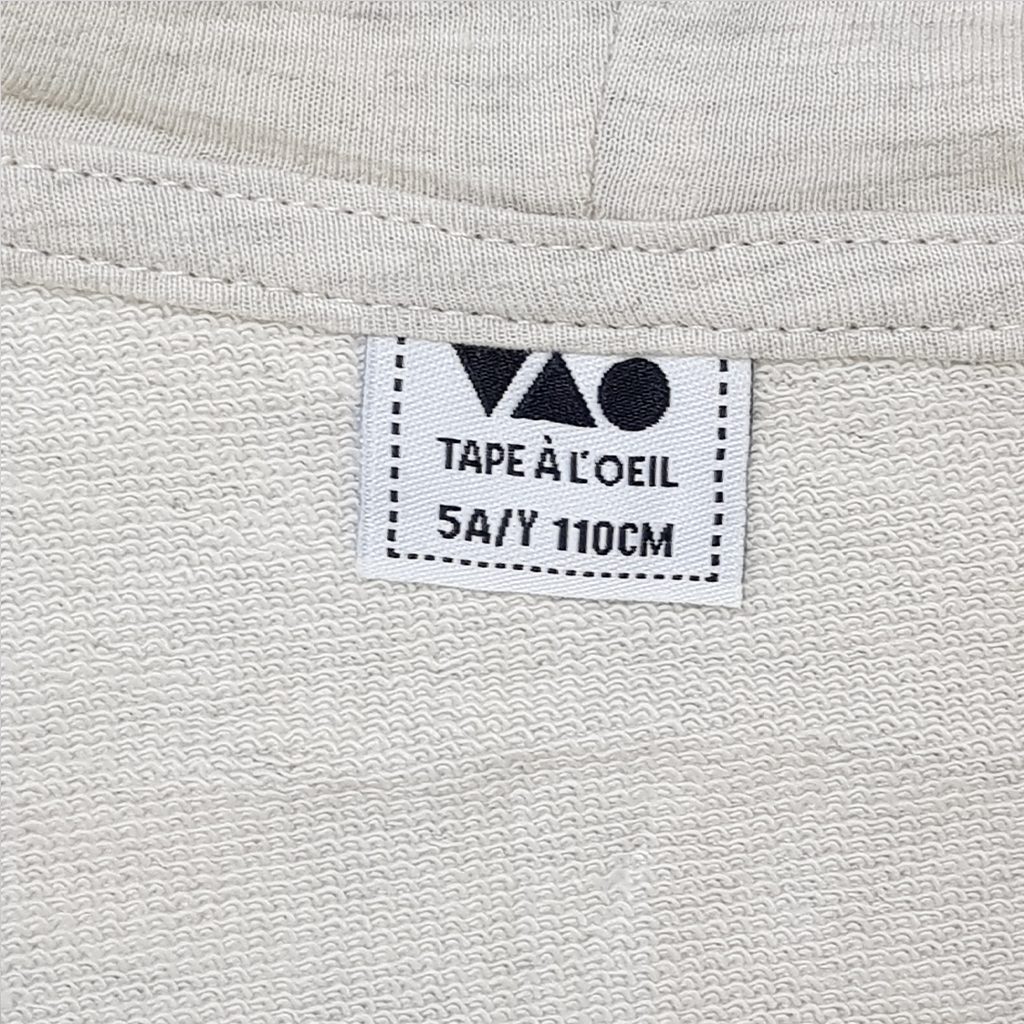 TAPE À L'OEIL
5A/Y 110CM